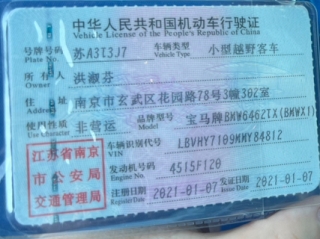 中华人民共和国机动车行驶证
Vehicle License of the People's Republic of China
号牌号码 苏A3T3J7 车辆类型 小型越野客车
Plate No. Vehicle Type
所有人 洪淑芬
Owner
住址 南京市玄武区花园路78号3幢302室
Address
使用性质 非营运 品牌型号 宝马牌BMW6462ZX(BMWX1)
Use Character Model
江苏省南京市公安局交通管理局
车辆识别代号 LBVHY7109MMY84812
VIN
发动机号码 4515F120
Engine No.
注册日期 2021-01-07 发证日期 2021-01-07
Register Date Issue Date